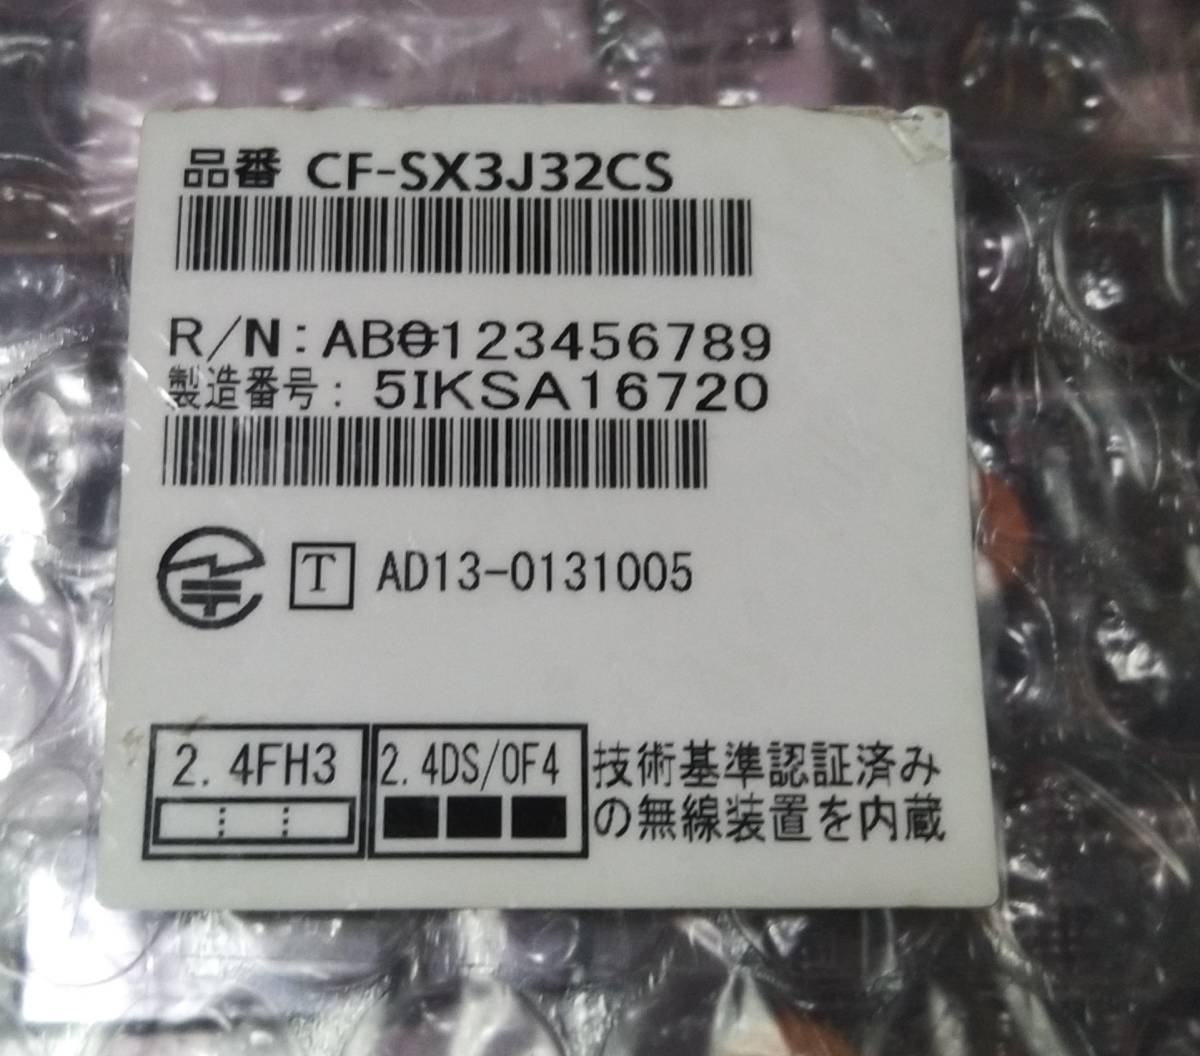 品番 CF-SX3J32CS
R/N: AB0123456789
製造番号: 5IKSA16720
T AD13-0131005
2.4FH3
2.4DS/OF4
技術基準認証済み
の無線装置を内蔵